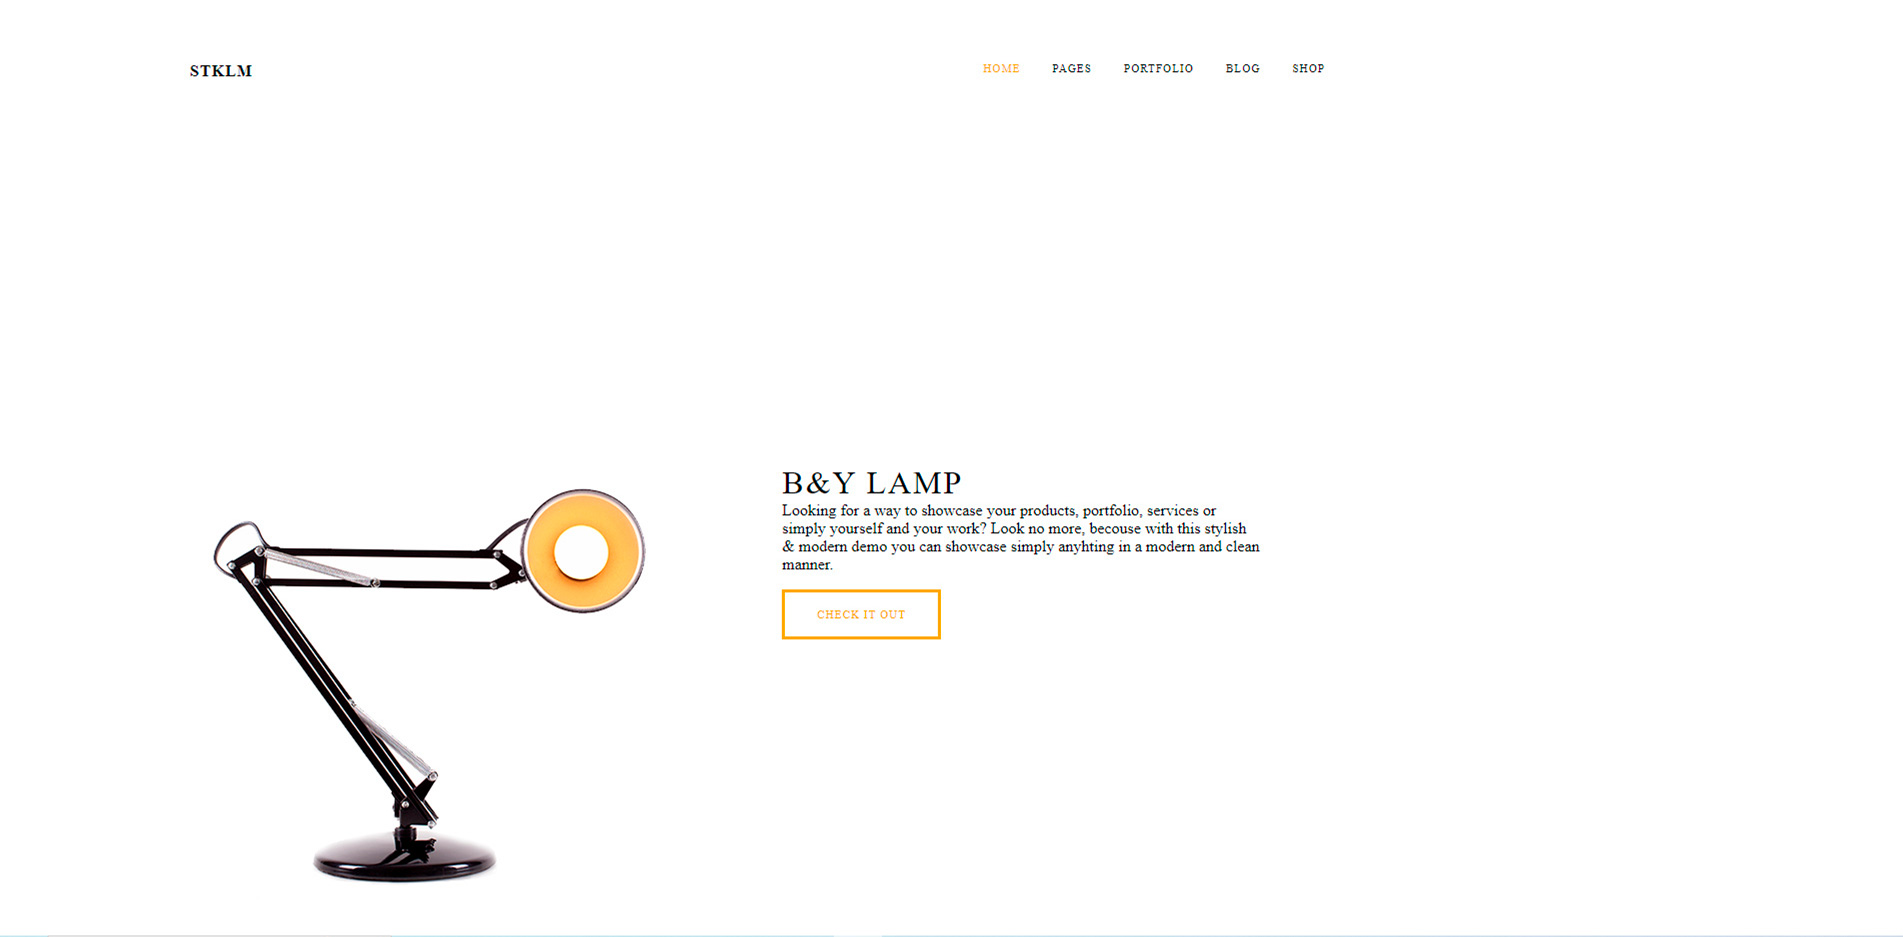 STKLM
HOME PAGES PORTFOLIO BLOG SHOP
B&Y LAMP
Looking for a way to showcase your products, portfolio, services or
simply yourself and your work? Look no more, becouse with this stylish
& modern demo you can showcase simply anyhting in a modern and clean
manner.
CHECK IT OUT